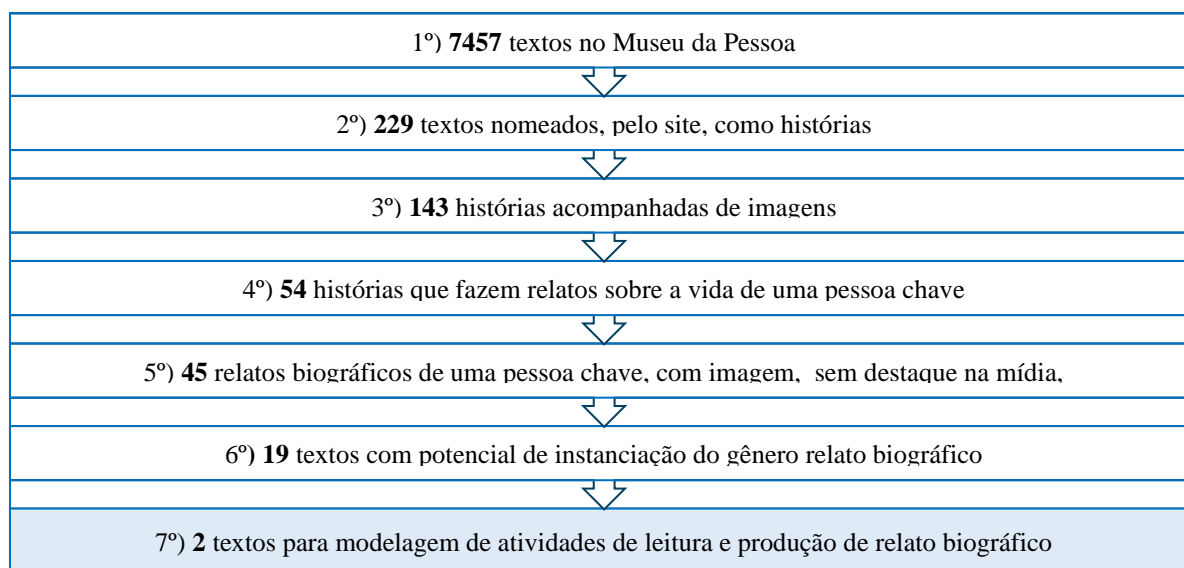 1º) 7457 textos no Museu da Pessoa
2º) 229 textos nomeados, pelo site, como histórias
3º) 143 histórias acompanhadas de imagens
4º) 54 histórias que fazem relatos sobre a vida de uma pessoa chave
5º) 45 relatos biográficos de uma pessoa chave, com imagem, sem destaque na mídia,
6º) 19 textos com potencial de instanciação do gênero relato biográfico
7º) 2 textos para modelagem de atividades de leitura e produção de relato biográfico